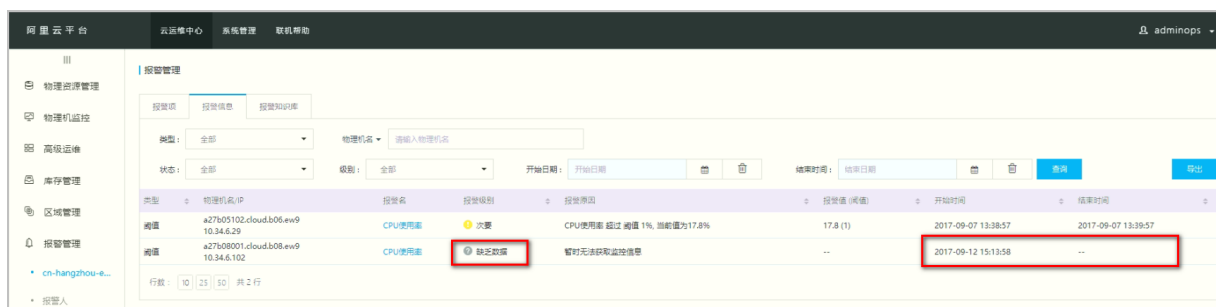 阿里云平台 云运维中心 系统管理 联机帮助 adminops
物理资源管理
物理机监控
高级运维
库存管理
区域管理
报警管理
cn-hangzhou-e...
报警人
报警管理
报警项 报警信息 报警知识库
类型： 全部 物理机名 请输入物理机名
状态： 全部 级别： 全部 开始日期： 开始日期 结束时间： 结束日期 查询 导出
类型 物理机名/IP 报警名 报警级别 报警原因 报警值 (阈值) 开始时间 结束时间
阈值 a27b05102.cloud.b06.ew9 CPU使用率 次要 CPU使用率 超过 阈值 1%, 当前值为17.8% 17.8 (1) 2017-09-07 13:38:57 2017-09-07 13:39:57
10.34.6.29
阈值 a27b08001.cloud.b08.ew9 CPU使用率 缺乏数据 暂时无法获取监控信息 -- 2017-09-12 15:13:58 --
10.34.6.102
行数： 10 25 50 共 2 行